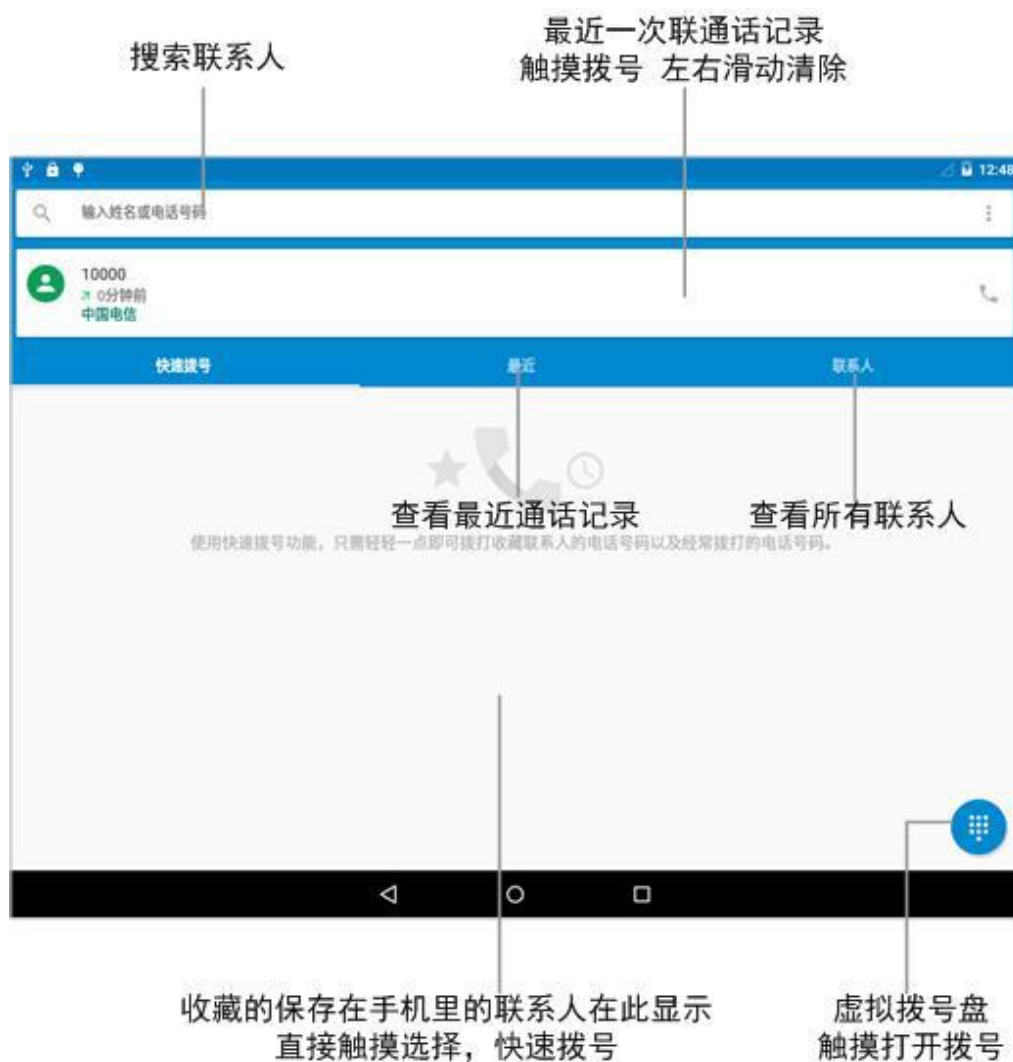 搜索联系人
最近一次联通话记录
触摸拨号 左右滑动清除
12:48
输入姓名或电话号码
10000
0分钟前
中国电信
快速拨号
最近
联系人
查看最近通话记录
查看所有联系人
使用快速拨号功能，只需轻轻一点即可拨打收藏联系人的电话号码以及经常拨打的电话号码。
收藏的保存在手机里的联系人在此显示
直接触摸选择，快速拨号
虚拟拨号盘
触摸打开拨号